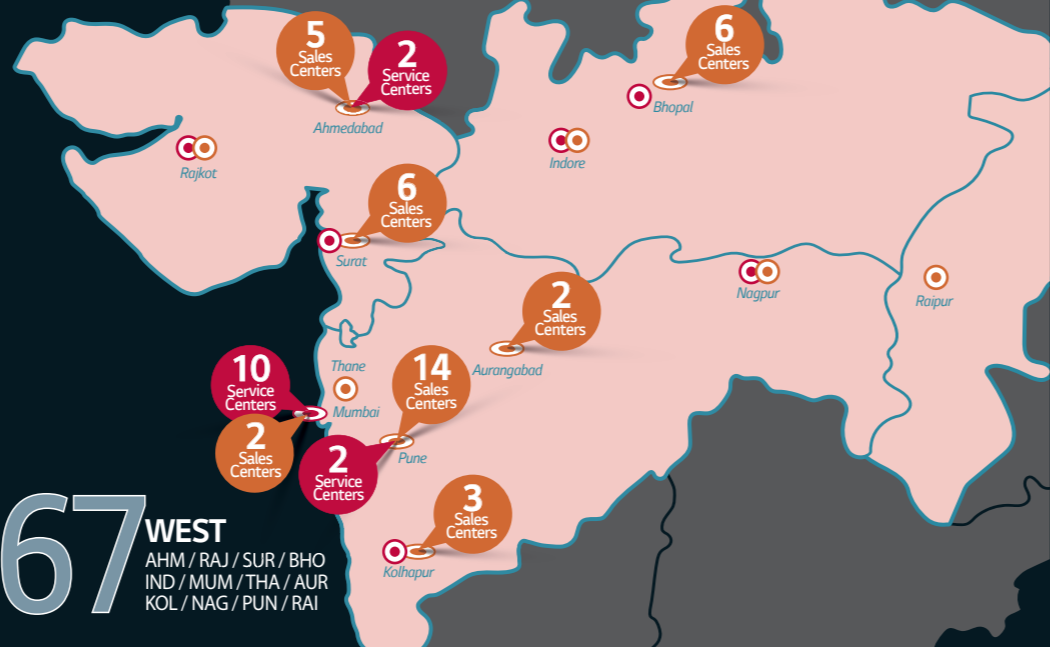 5
Sales
Centers
2
Service
Centers
Ahmedabad
6
Sales
Centers
Bhopal
Rajkot
Indore
6
Sales
Centers
Surat
Nagpur
Raipur
2
Sales
Centers
Aurangabad
Thane
10
Service
Centers
Mumbai
14
Sales
Centers
2
Sales
Centers
2
Service
Centers
Pune
3
Sales
Centers
Kolhapur
67
WEST
AHM / RAJ / SUR / BHO
IND / MUM / THA / AUR
KOL / NAG / PUN / RAI